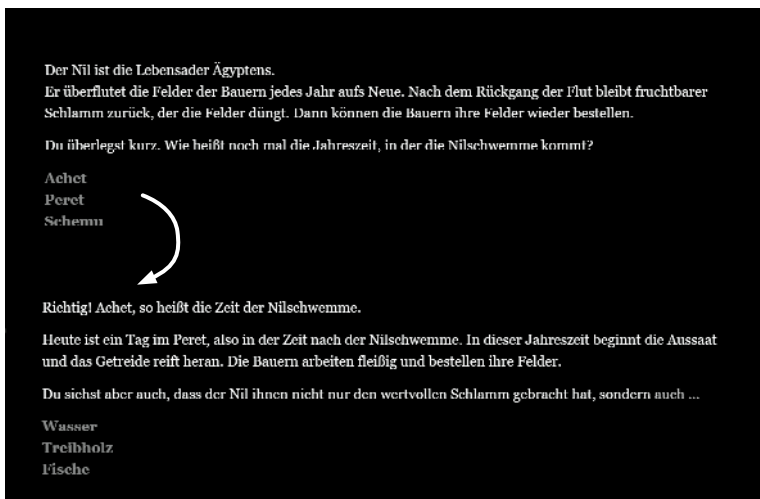 Der Nil ist die Lebensader Ägyptens.
Er überflutet die Felder der Bauern jedes Jahr aufs Neue. Nach dem Rückgang der Flut bleibt fruchtbarer
Schlamm zurück, der die Felder düngt. Dann können die Bauern ihre Felder wieder bestellen.
Du überlegst kurz. Wie heißt noch mal die Jahreszeit, in der die Nilschwemme kommt?
Achet
Peret
Schemu
Richtig! Achet, so heißt die Zeit der Nilschwemme.
Heute ist ein Tag im Peret, also in der Zeit nach der Nilschwemme. In dieser Jahreszeit beginnt die Aussaat
und das Getreide reift heran. Die Bauern arbeiten fleißig und bestellen ihre Felder.
Du siehst aber auch, dass der Nil ihnen nicht nur den wertvollen Schlamm gebracht hat, sondern auch ...
Wasser
Treibholz
Fische